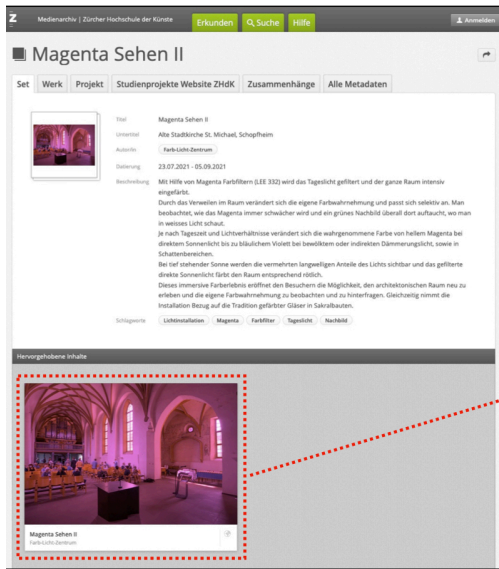 Z Medienarchiv | Zürcher Hochschule der Künste Erkunden Suche Hilfe Anmelden
Magenta Sehen II
Set Werk Projekt Studienprojekte Website ZHdK Zusammenhänge Alle Metadaten
Titel Magenta Sehen II
Untertitel Alte Stadtkirche St. Michael, Schopfheim
AutorIn Farb-Licht-Zentrum
Datierung 23.07.2021 - 05.09.2021
Beschreibung Mit Hilfe von Magenta Farbfiltern (LEE 332) wird das Tageslicht gefiltert und der ganze Raum intensiv
eingefärbt.
Durch das Verweilen im Raum verändert sich die eigene Farbwahrnehmung und passt sich selektiv an. Man
beobachtet, wie das Magenta immer schwächer wird und ein grünes Nachbild überall dort auftaucht, wo man
in weisses Licht schaut.
Je nach Tageszeit und Lichtverhältnisse verändert sich die wahrgenommene Farbe von hellem Magenta bei
direktem Sonnenlicht bis zu bläulichem Violett bei bewölktem oder indirekten Dämmerungslicht, sowie in
Schattenbereichen.
Bei tief stehender Sonne werden die vermehrten langwelligen Anteile des Lichts sichtbar und das gefilterte
direkte Sonnenlicht färbt den Raum entsprechend rötlich.
Dieses immersive Farberlebnis eröffnet den Besuchern die Möglichkeit, den architektonischen Raum neu zu
erleben und die eigene Farbwahrnehmung zu beobachten und zu hinterfragen. Gleichzeitig nimmt die
Installation Bezug auf die Tradition gefärbter Gläser in Sakralbauten.
Schlagworte Lichtinstallation Magenta Farbfilter Tageslicht Nachbild
Hervorgehobene Inhalte
Magenta Sehen II
Farb-Licht-Zentrum